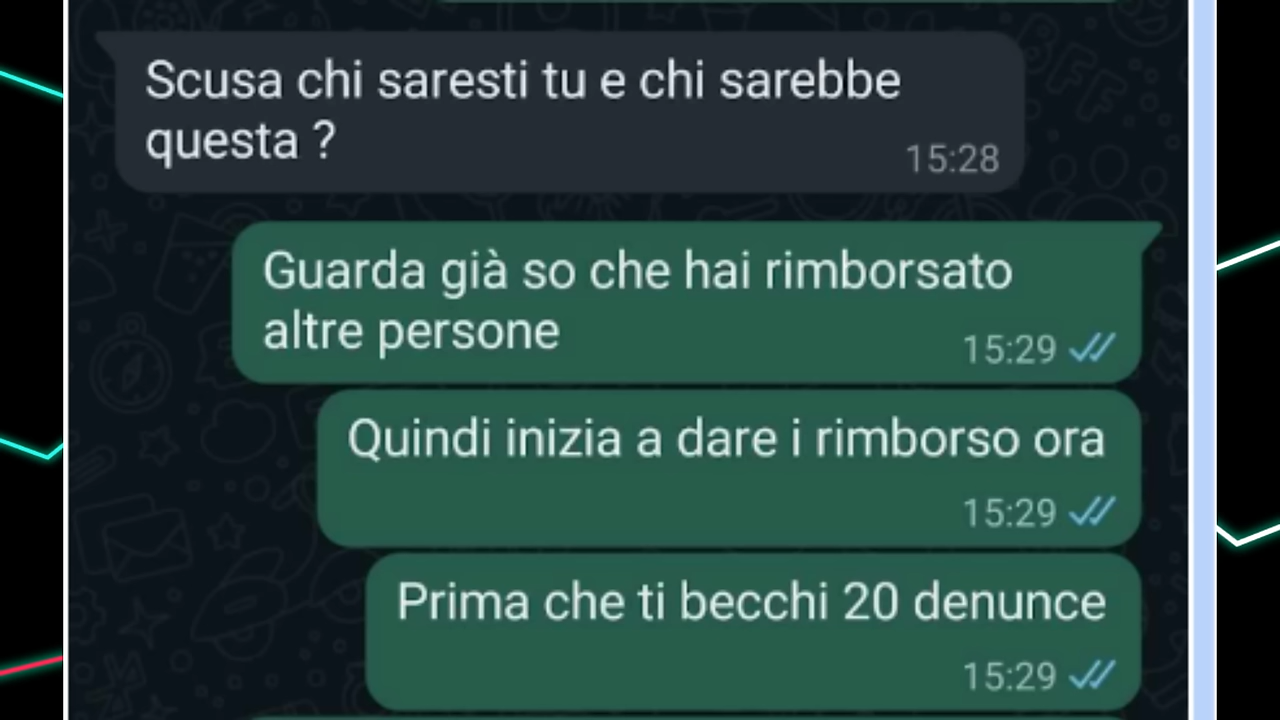 Scusa chi saresti tu e chi sarebbe
questa ?
15:28
Guarda già so che hai rimborsato
altre persone
15:29
Quindi inizia a dare i rimborso ora
15:29
Prima che ti becchi 20 denunce
15:29